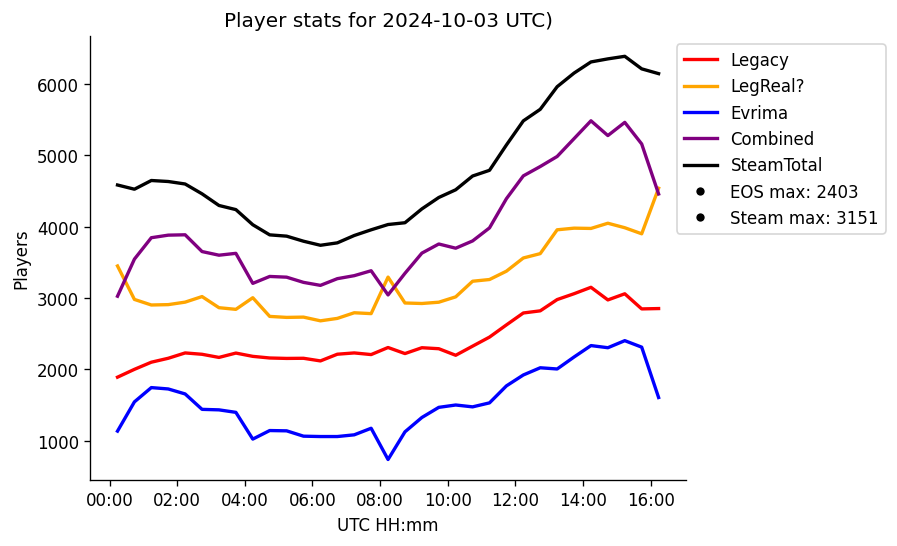 Player stats for 2024-10-03 UTC)
Legacy
LegReal?
Evrima
Combined
SteamTotal
EOS max: 2403
Steam max: 3151
6000
5000
4000
3000
2000
1000
Players
00:00 02:00 04:00 06:00 08:00 10:00 12:00 14:00 16:00
UTC HH:mm